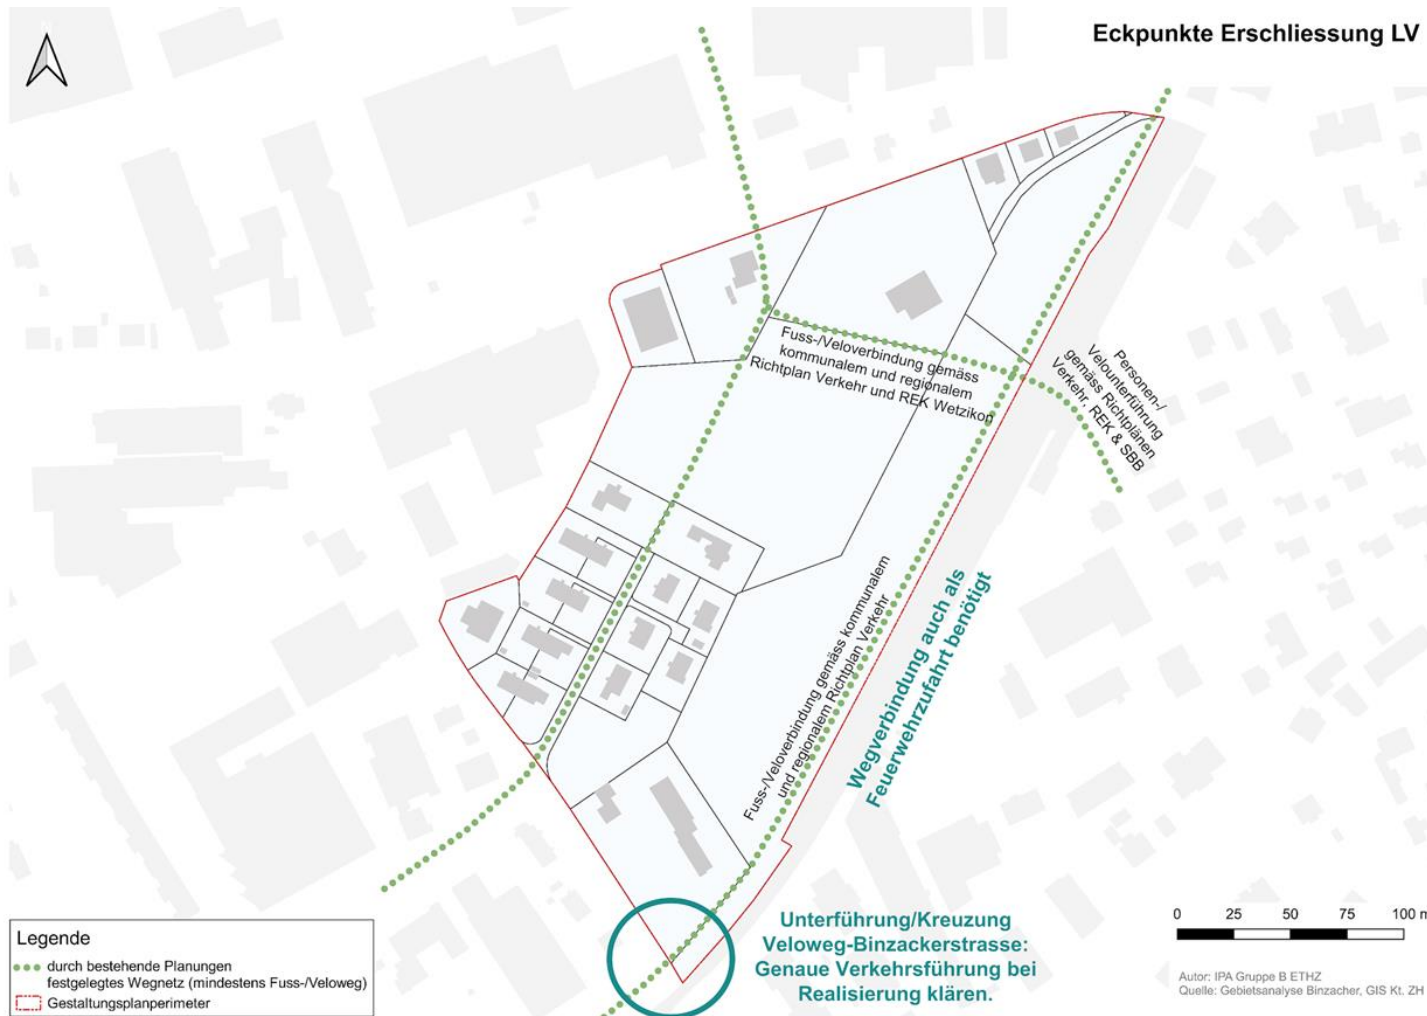 Eckpunkte Erschliessung LV
Fuss-/Veloverbindung gemäss
kommunalem und regionalem
Richtplan Verkehr und REK Wetzikon
Personen-/
Velounterführung
gemäss Richtplänen
Verkehr, REK & SBB
Fuss-/Veloverbindung gemäss kommunalem
und regionalem Richtplan Verkehr
Wegverbindung auch als
Feuerwehrzufahrt benötigt
Unterführung/Kreuzung
Veloweg-Binzackerstrasse:
Genaue Verkehrsführung bei
Realisierung klären.
Legende
durch bestehende Planungen
festgelegtes Wegnetz (mindestens Fuss-/Veloweg)
Gestaltungsplanperimeter
0 25 50 75 100 m
Autor: IPA Gruppe B ETHZ
Quelle: Gebietsanalyse Binzacher, GIS Kt. ZH